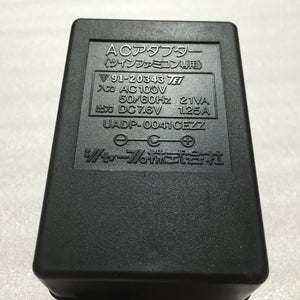 ACアダプター
(ツインファミコン専用)
91-20343
入力 AC100V
50/60Hz 21VA
出力 DC7.6V 1.25A
UADP-0041CEZZ
シャープ株式会社